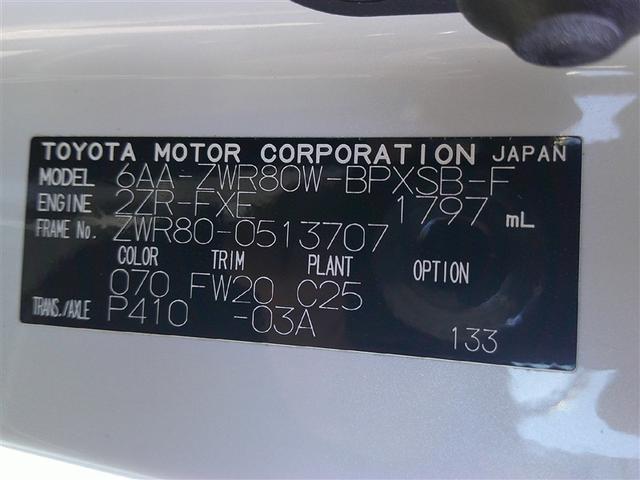 TOYOTA MOTOR CORPORATION JAPAN
MODEL 6AA-ZWR80W-BPXSB-F
ENGINE 2ZR-FXE 1797 mL
FRAME No. ZWR80-0513707
COLOR TRIM PLANT OPTION
070 FW20 C25
TRANS./AXLE P410 -03A
133